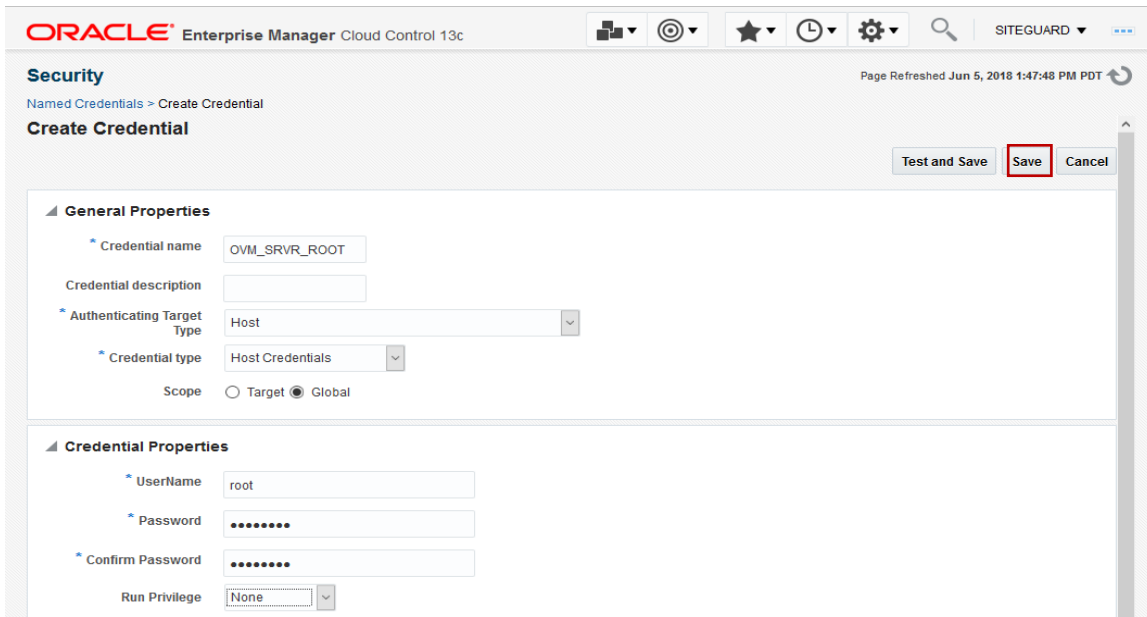 ORACLE Enterprise Manager Cloud Control 13c
SITEGUARD
Security
Page Refreshed Jun 5, 2018 1:47:48 PM PDT
Named Credentials > Create Credential
Create Credential
Test and Save Save Cancel
General Properties
* Credential name OVM_SRVR_ROOT
Credential description
* Authenticating Target Type Host
* Credential type Host Credentials
Scope Target Global
Credential Properties
* UserName root
* Password ••••••••
* Confirm Password ••••••••
Run Privilege None